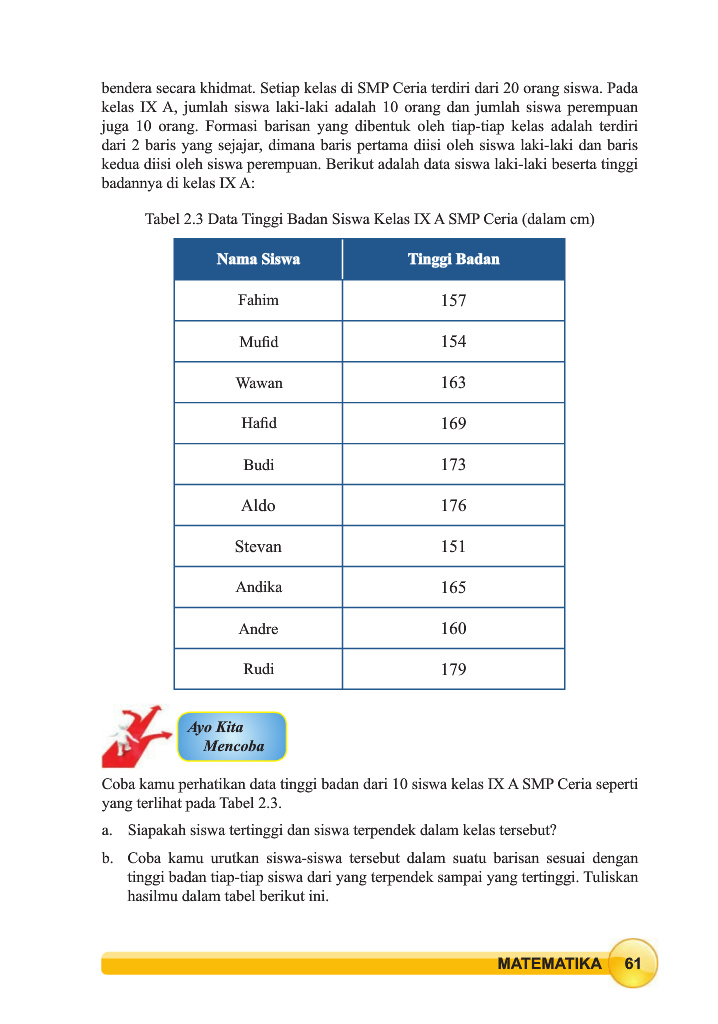 bendera secara khidmat. Setiap kelas di SMP Ceria terdiri dari 20 orang siswa. Pada
kelas IX A, jumlah siswa laki-laki adalah 10 orang dan jumlah siswa perempuan
juga 10 orang. Formasi barisan yang dibentuk oleh tiap-tiap kelas adalah terdiri
dari 2 baris yang sejajar, dimana baris pertama diisi oleh siswa laki-laki dan baris
kedua diisi oleh siswa perempuan. Berikut adalah data siswa laki-laki beserta tinggi
badannya di kelas IX A:
Tabel 2.3 Data Tinggi Badan Siswa Kelas IX A SMP Ceria (dalam cm)
Nama Siswa Tinggi Badan
Fahim 157
Mufid 154
Wawan 163
Hafid 169
Budi 173
Aldo 176
Stevan 151
Andika 165
Andre 160
Rudi 179
Ayo Kita
Mencoba
Coba kamu perhatikan data tinggi badan dari 10 siswa kelas IX A SMP Ceria seperti
yang terlihat pada Tabel 2.3.
a. Siapakah siswa tertinggi dan siswa terpendek dalam kelas tersebut?
b. Coba kamu urutkan siswa-siswa tersebut dalam suatu barisan sesuai dengan
tinggi badan tiap-tiap siswa dari yang terpendek sampai yang tertinggi. Tuliskan
hasilmu dalam tabel berikut ini.
MATEMATIKA 61